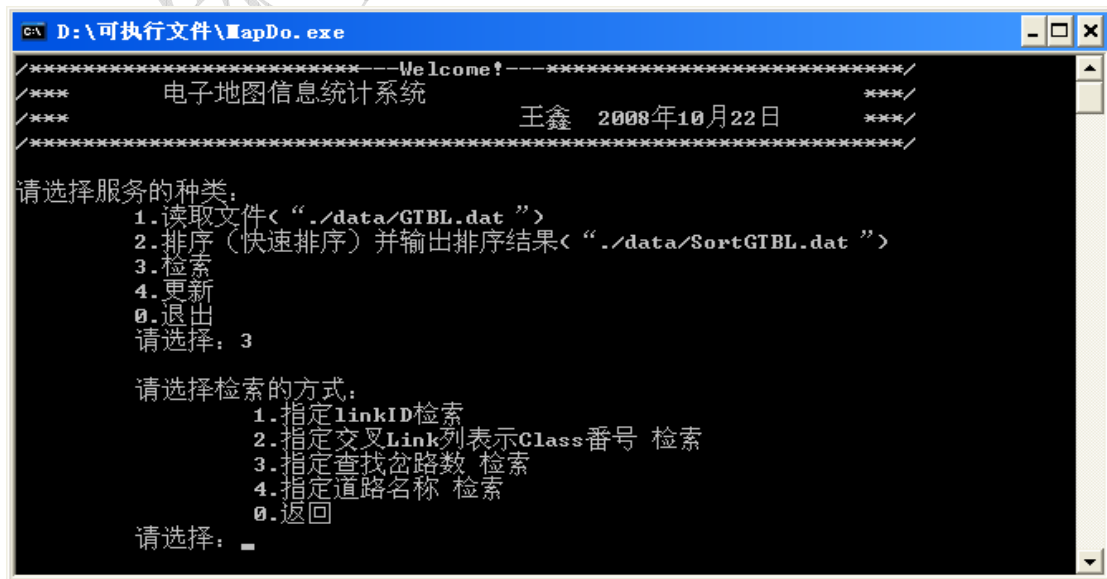 D:\可执行文件\MapDo.exe
/*************************---Welcome!---***************************/
/*** 电子地图信息统计系统 ***/
/*** 王鑫 2008年10月22日 ***/
/*****************************************************************/
请选择服务的种类:
1.读取文件(“./data/GTBL.dat ”)
2.排序（快速排序）并输出排序结果(“./data/SortGTBL.dat ”)
3.检索
4.更新
0.退出
请选择: 3
请选择检索的方式:
1.指定linkID检索
2.指定交叉Link列表示Class番号 检索
3.指定查找岔路数 检索
4.指定道路名称 检索
0.返回
请选择: _